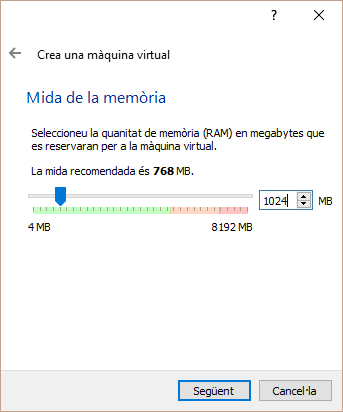 ?
Crea una màquina virtual
Mida de la memòria
Seleccioneu la quanitat de memòria (RAM) en megabytes que
es reservaran per a la màquina virtual.
La mida recomendada és 768 MB.
1024 MB
4 MB 8192 MB
Següent Cancel·la